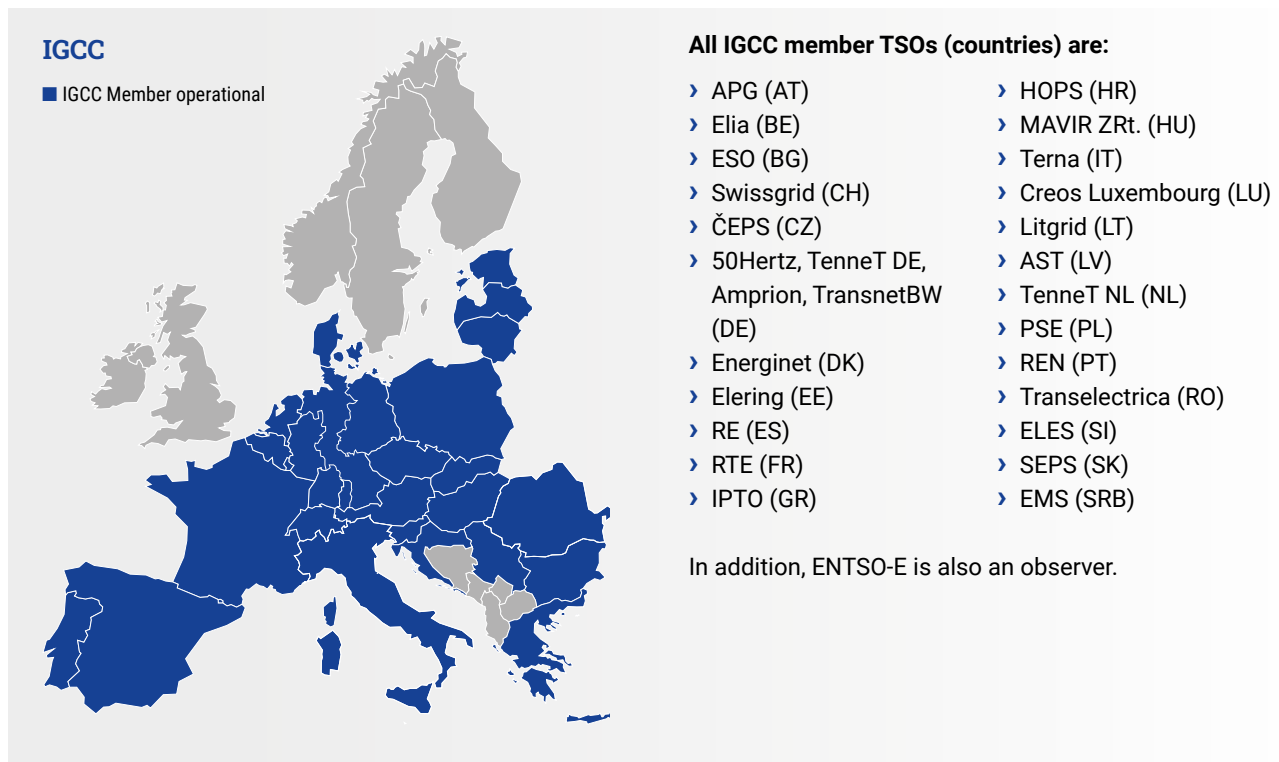 IGCC
IGCC Member operational
All IGCC member TSOs (countries) are:
› APG (AT)
› Elia (BE)
› ESO (BG)
› Swissgrid (CH)
› ČEPS (CZ)
› 50Hertz, TenneT DE,
Amprion, TransnetBW
(DE)
› Energinet (DK)
› Elering (EE)
› RE (ES)
› RTE (FR)
› IPTO (GR)
› HOPS (HR)
› MAVIR ZRt. (HU)
› Terna (IT)
› Creos Luxembourg (LU)
› Litgrid (LT)
› AST (LV)
› TenneT NL (NL)
› PSE (PL)
› REN (PT)
› Transelectrica (RO)
› ELES (SI)
› SEPS (SK)
› EMS (SRB)
In addition, ENTSO-E is also an observer.